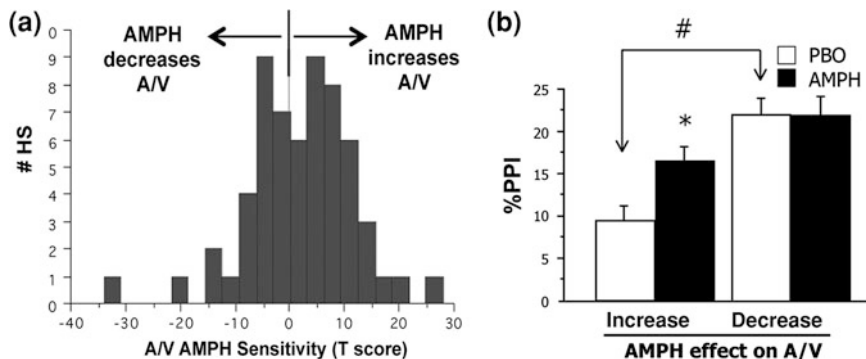 (a)
AMPH
decreases
A/V
AMPH
increases
A/V
# HS
0
9
8
7
6
5
4
3
2
1
0
-40 -30 -20 -10 0 10 20 30
A/V AMPH Sensitivity (T score)
(b)
#
PBO
AMPH
*
%PPI
25
20
15
10
5
0
Increase Decrease
AMPH effect on A/V